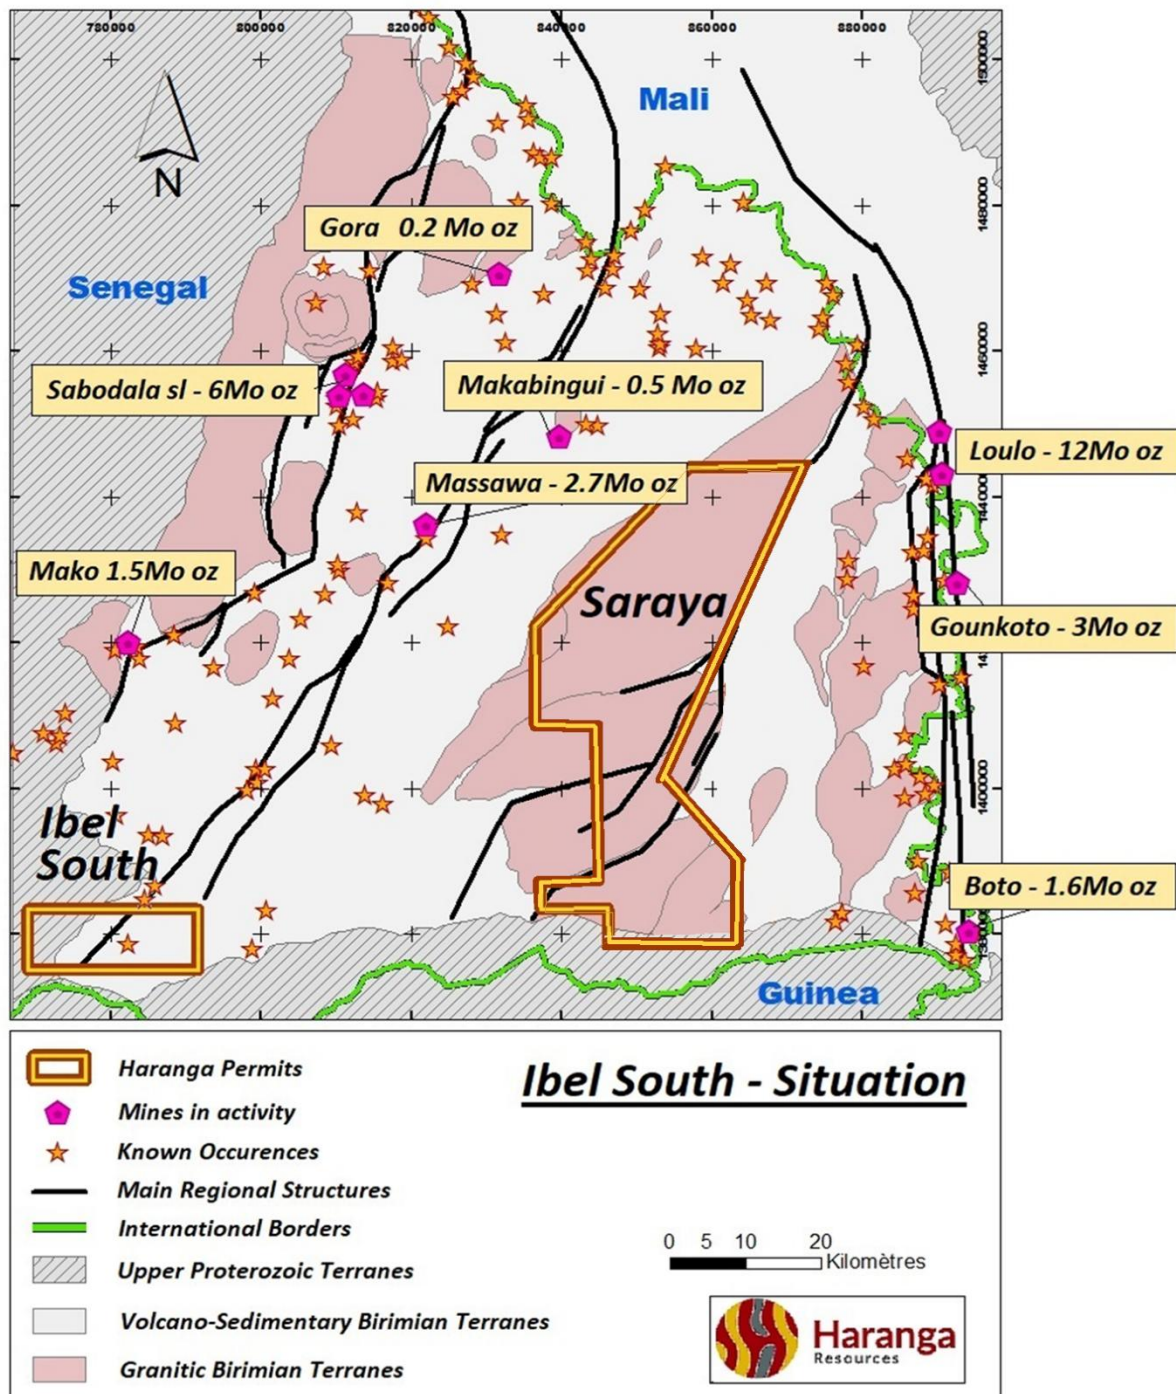 780000
800000
820000
840000
860000
880000
1500000
Mali
N
1480000
Gora 0.2 Mo oz
Senegal
1460000
Sabodala sl - 6Mo oz
Makabingui - 0.5 Mo oz
Loulo - 12Mo oz
Massawa - 2.7Mo oz
Mako 1.5Mo oz
Saraya
Gounkoto - 3Mo oz
1400000
Ibel
South
Boto - 1.6Mo oz
Guinea
Ibel South - Situation
Haranga Permits
Mines in activity
Known Occurences
Main Regional Structures
International Borders
Upper Proterozoic Terranes
Volcano-Sedimentary Birimian Terranes
Granitic Birimian Terranes
0 5 10 20
Kilomètres
Haranga
Resources